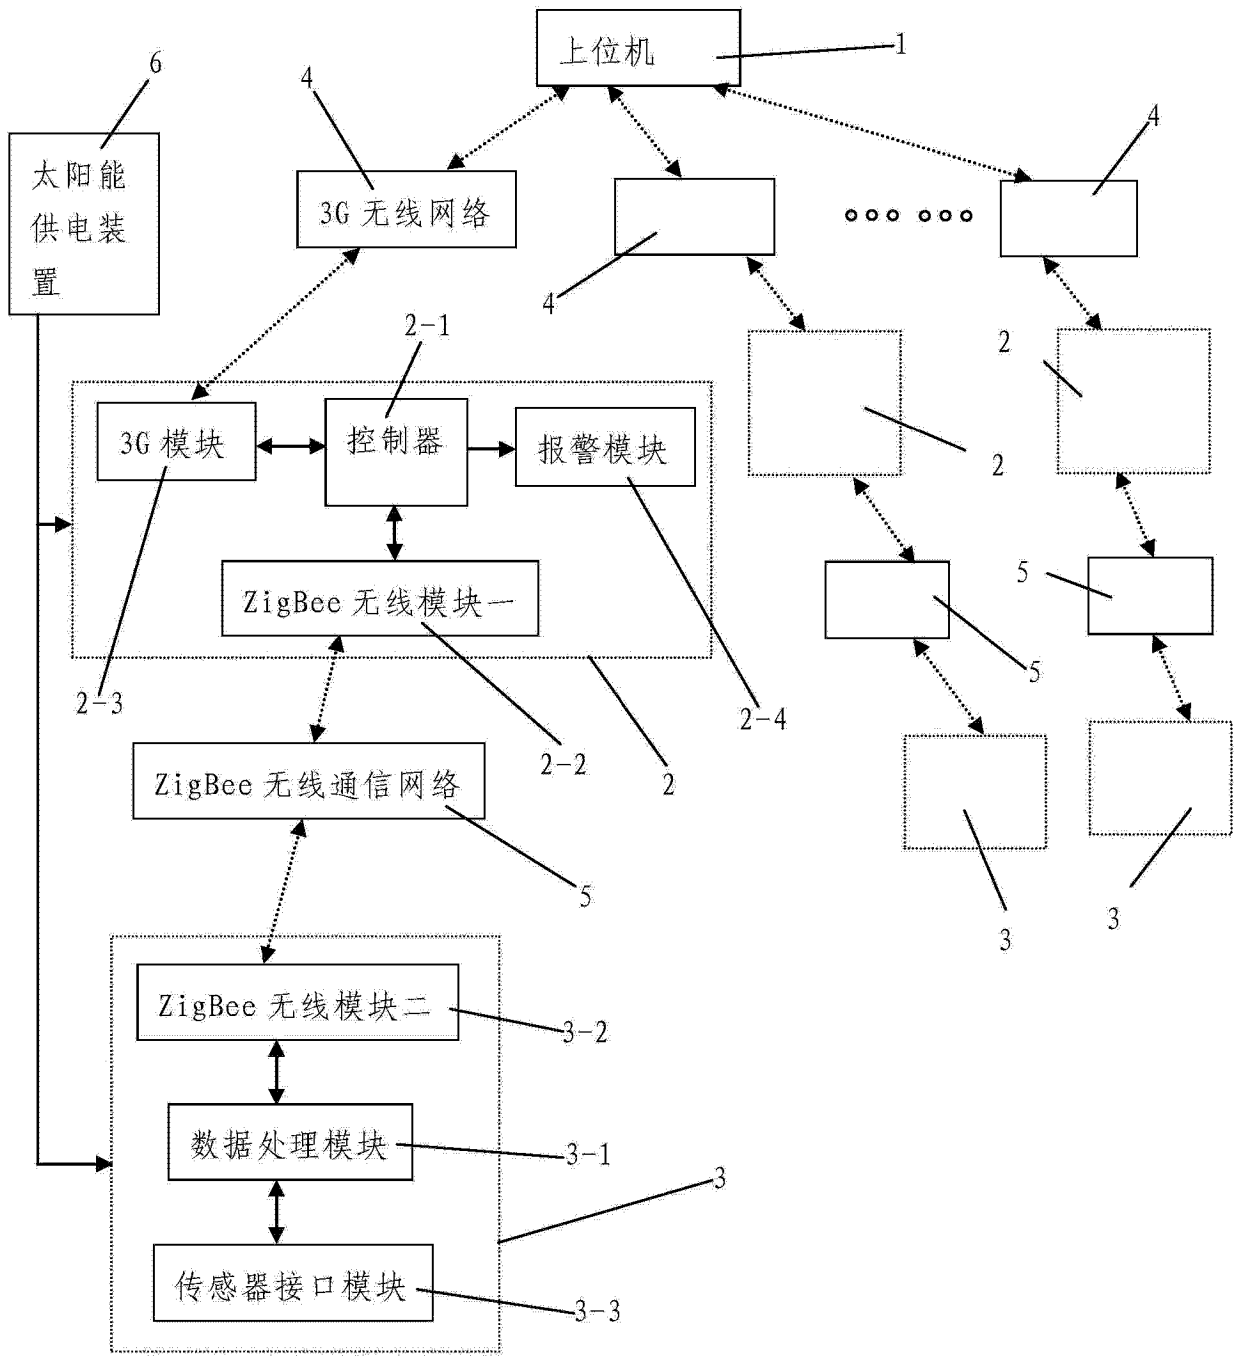 上位机
1
6
4
4
太阳能
供电装
置
3G 无线网络
4
2-1
2
3G 模块
控制器
报警模块
2
ZigBee 无线模块一
5
5
2-3
2-4
2-2
2
ZigBee 无线通信网络
5
3
3
ZigBee 无线模块二
3-2
数据处理模块
3-1
3
传感器接口模块
3-3